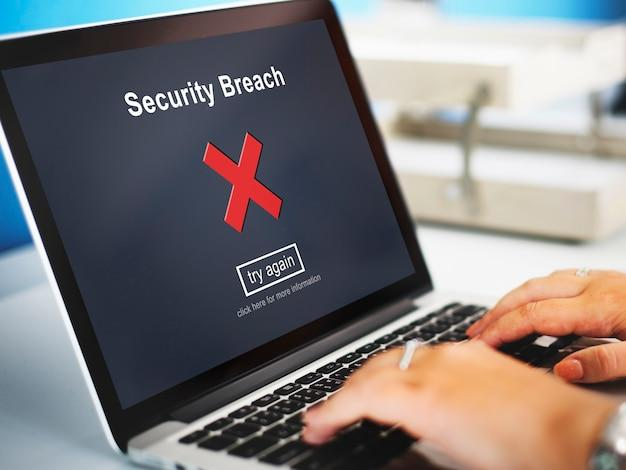 Security Breach
try again
click here for more information